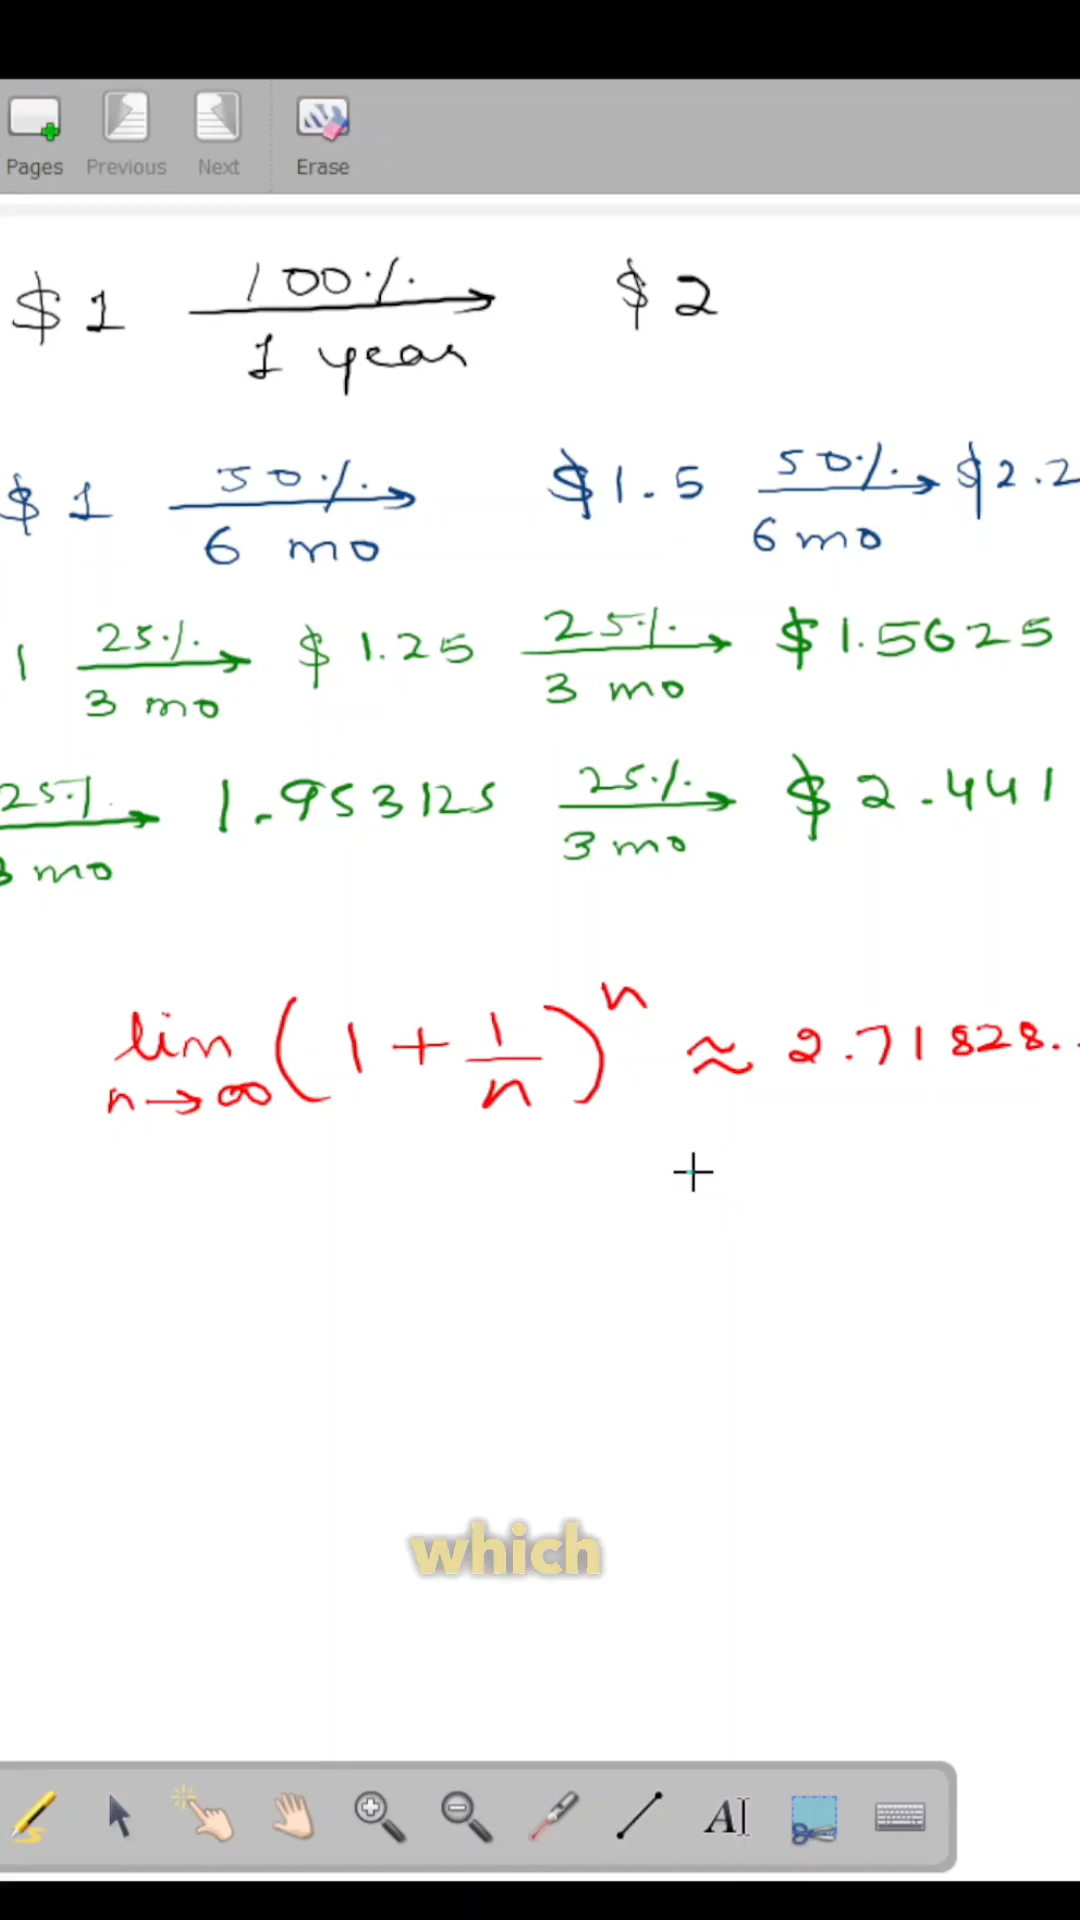 Pages Previous Next Erase
$1 100% 1 year $2
$1 50% 6 mo $1.5 50% 6 mo $2.2
1 25% 3 mo $1.25 25% 3 mo $1.5625
25% 3 mo 1.953125 25% 3 mo $2.441
lim n→∞ (1 + 1/n)^n ≈ 2.71828..
which
AI